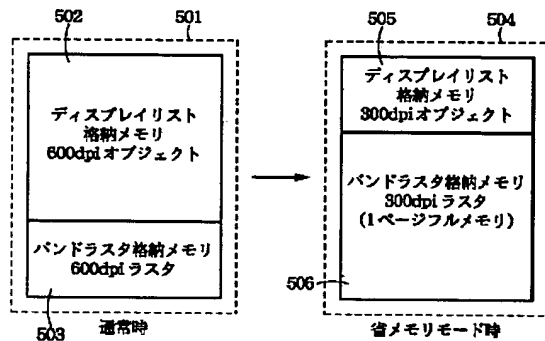 502
501
ディスプレイリスト
格納メモリ
600dpiオブジェクト
バンドラスタ格納メモリ
600dpiラスタ
503
通常時
505
504
ディスプレイリスト
格納メモリ
300dpiオブジェクト
バンドラスタ格納メモリ
300dpiラスタ
(1ページフルメモリ)
506
省メモリモード時